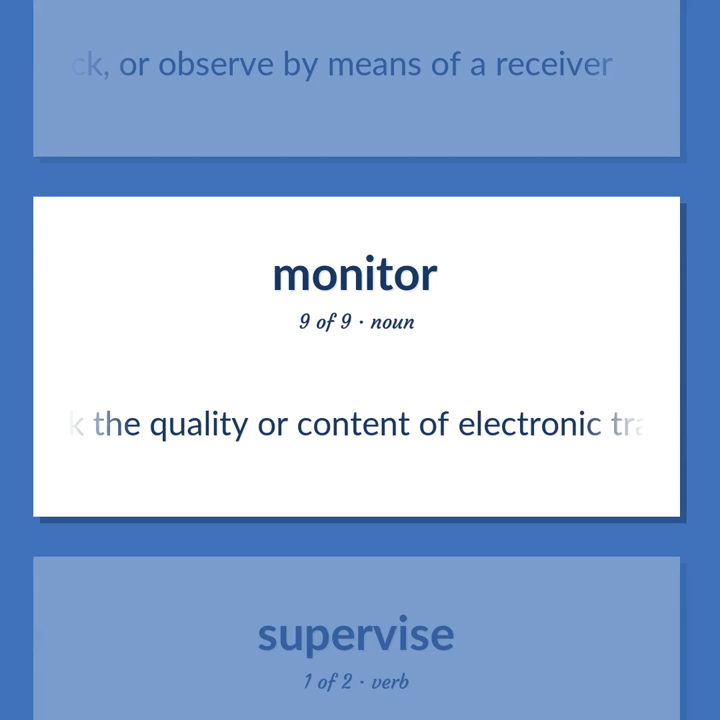 or observe by means of a receiver
monitor
9 of 9 · noun
the quality or content of electronic
supervise
1 of 2 · verb